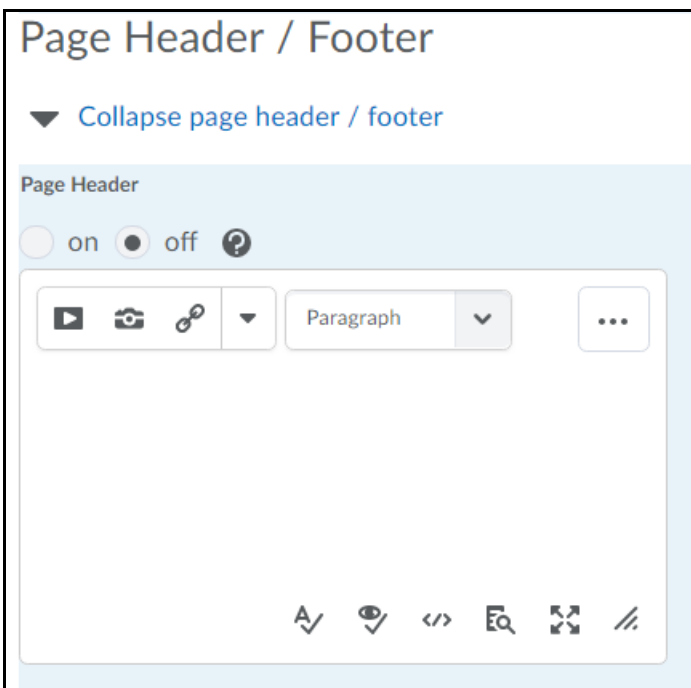 Page Header / Footer
Collapse page header / footer
Page Header
on off
Paragraph